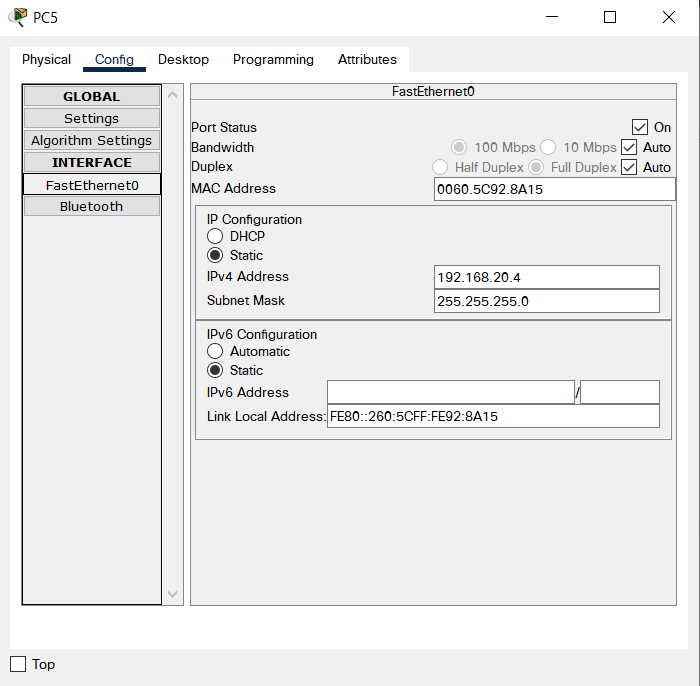 PC5
Physical Config Desktop Programming Attributes
GLOBAL
Settings
Algorithm Settings
INTERFACE
FastEthernet0
Bluetooth
FastEthernet0
Port Status On
Bandwidth 100 Mbps 10 Mbps Auto
Duplex Half Duplex Full Duplex Auto
MAC Address 0060.5C92.8A15
IP Configuration
DHCP
Static
IPv4 Address 192.168.20.4
Subnet Mask 255.255.255.0
IPv6 Configuration
Automatic
Static
IPv6 Address /
Link Local Address: FE80::260:5CFF:FE92:8A15
Top